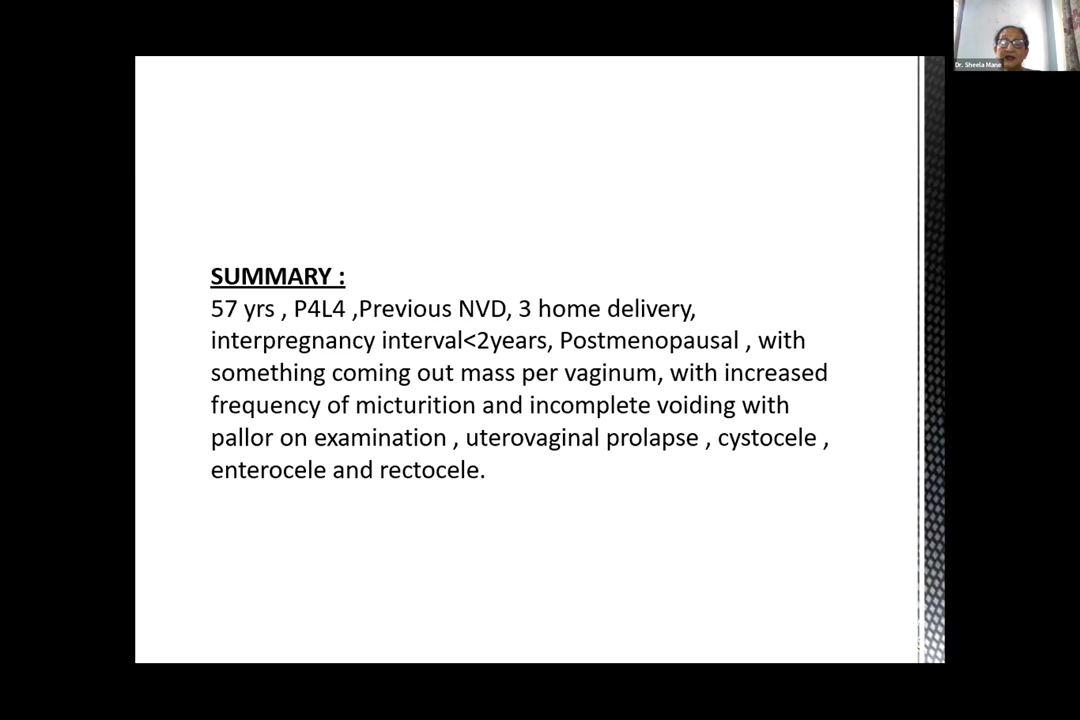 Dr. Sheela Mane
SUMMARY :
57 yrs , P4L4 ,Previous NVD, 3 home delivery,
interpregnancy interval<2years, Postmenopausal , with
something coming out mass per vaginum, with increased
frequency of micturition and incomplete voiding with
pallor on examination , uterovaginal prolapse , cystocele ,
enterocele and rectocele.